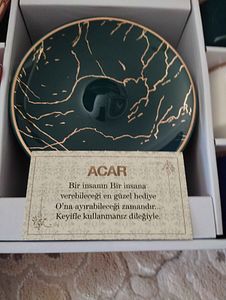 ACAR
Bir insanın Bir insana
verebileceği en güzel hediye
O'na ayırabileceği zamandır...
Keyifle kullanmanız dileğiyle.